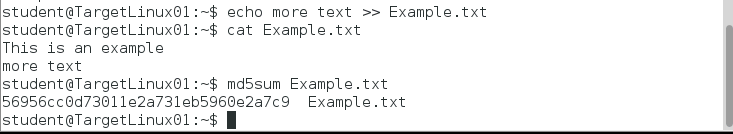 student@TargetLinux01:~$ echo more text >> Example.txt
student@TargetLinux01:~$ cat Example.txt
This is an example
more text
student@TargetLinux01:~$ md5sum Example.txt
56956cc0d73011e2a731eb5960e2a7c9  Example.txt
student@TargetLinux01:~$